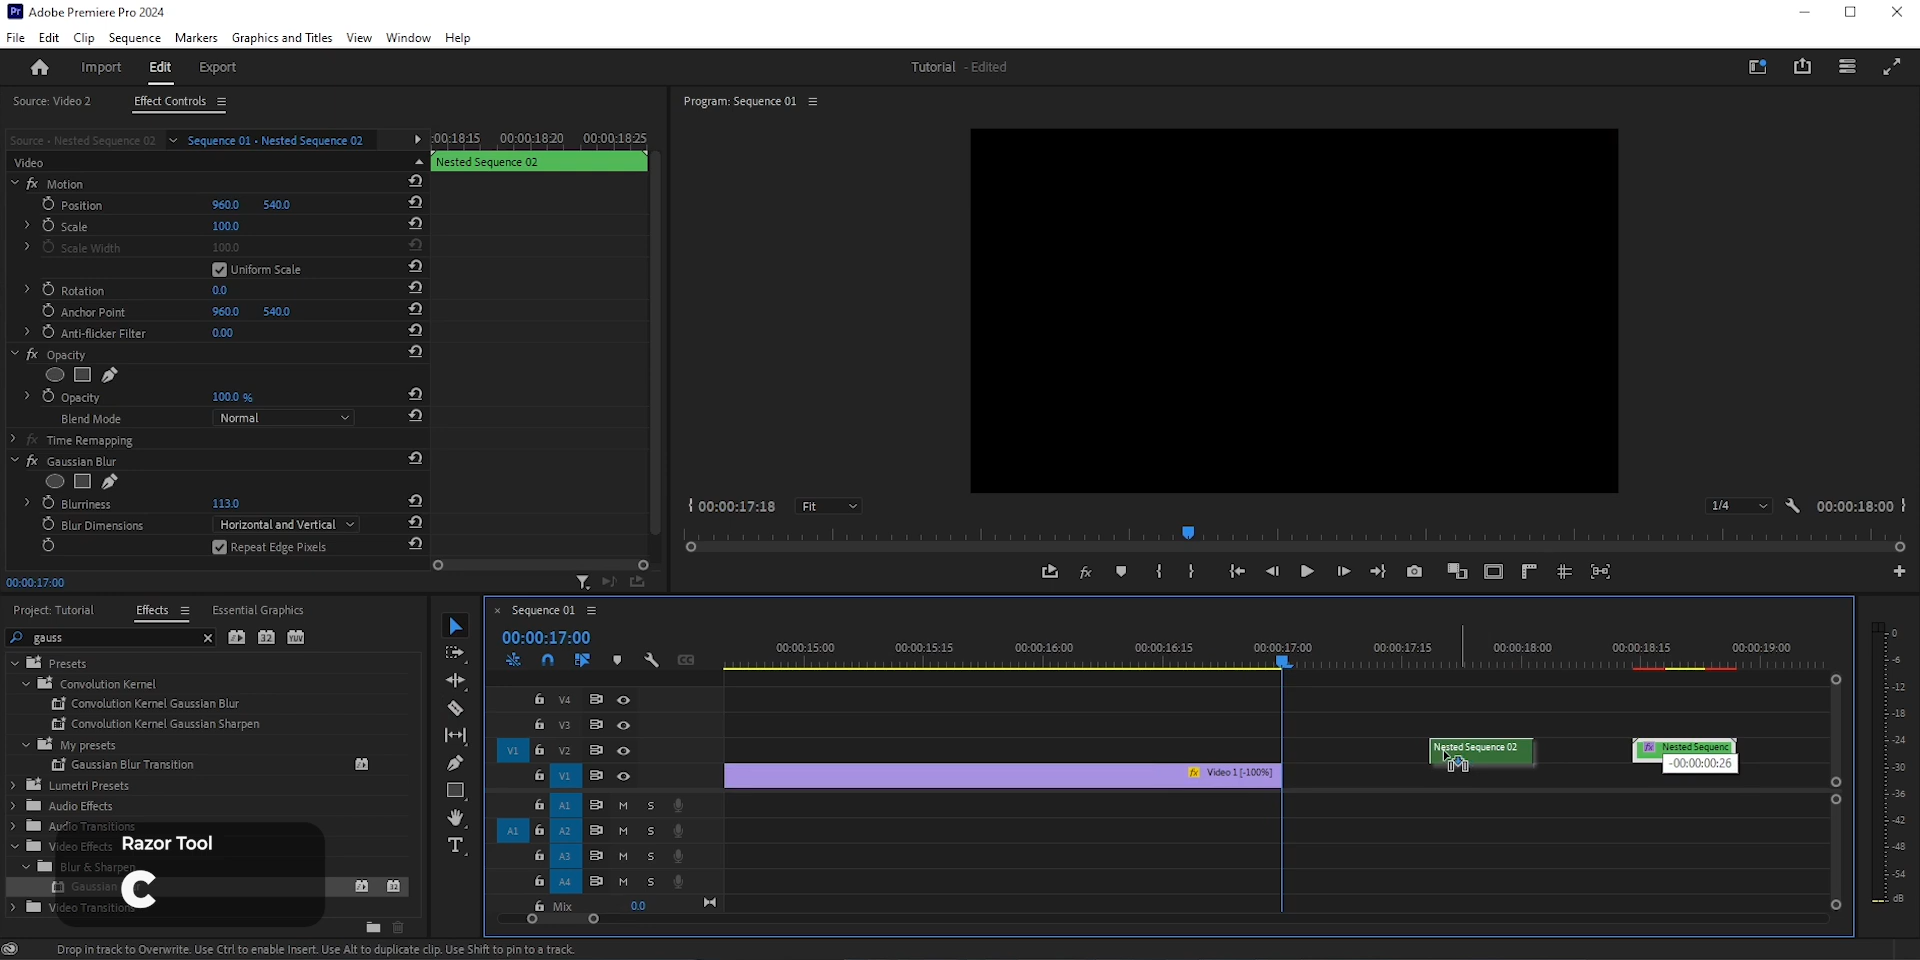 Pr Adobe Premiere Pro 2024
File Edit Clip Sequence Markers Graphics and Titles View Window Help
Import Edit Export Tutorial - Edited
Source: Video 2 Effect Controls
Program: Sequence 01
Source - Nested Sequence 02 Sequence 01 - Nested Sequence 02
:00:18:15 00:00:18:20 00:00:18:25
Video
Nested Sequence 02
fx Motion
Position 960.0 540.0
Scale 100.0
Scale Width 100.0
Uniform Scale
Rotation 0.0
Anchor Point 960.0 540.0
Anti-flicker Filter 0.00
fx Opacity
Opacity 100.0 %
Blend Mode Normal
fx Time Remapping
fx Gaussian Blur
Blurriness 113.0
Blur Dimensions Horizontal and Vertical
Repeat Edge Pixels
00:00:17:00
00:00:17:18 Fit 1/4 00:00:18:00
fx
Project: Tutorial Effects Essential Graphics
gauss 32 YUV
Presets
Convolution Kernel
Convolution Kernel Gaussian Blur
Convolution Kernel Gaussian Sharpen
My presets
Gaussian Blur Transition
Lumetri Presets
Audio Effects
Audio Transitions
Video Effects
Blur & Sharpen
Gaussian 32
Video Transitions
Razor Tool
C
T
× Sequence 01
00:00:17:00
CC
00:00:15:00 00:00:15:15 00:00:16:00 00:00:16:15 00:00:17:00 00:00:17:15 00:00:18:00 00:00:18:15 00:00:19:00
V4
V3
V1 V2 Nested Sequence 02 fx Nested Sequenc
-00:00:00:26
V1 fx Video 1 [-100%]
A1 M S
A1 A2 M S
A3 M S
A4 M S
Mix 0.0
0
-6
-12
-18
-24
-30
-36
-42
-48
-54
dB
Drop in track to Overwrite. Use Ctrl to enable Insert. Use Alt to duplicate clip. Use Shift to pin to a track.